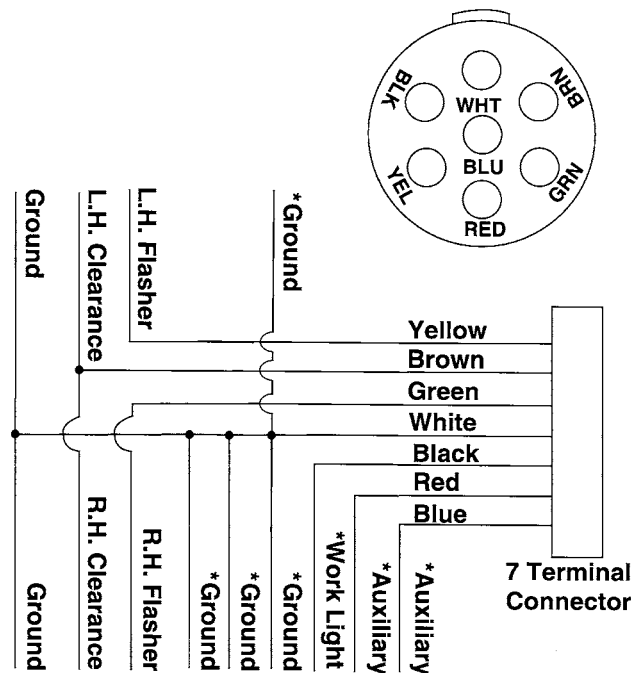 BLK
WHT
BRN
YEL
BLU
GRN
RED
Ground
L.H. Clearance
L.H. Flasher
*Ground
Yellow
Brown
Green
White
Black
Red
Blue
Ground
R.H. Clearance
R.H. Flasher
*Ground
*Ground
*Ground
*Work Light
*Auxiliary
*Auxiliary
7 Terminal
Connector